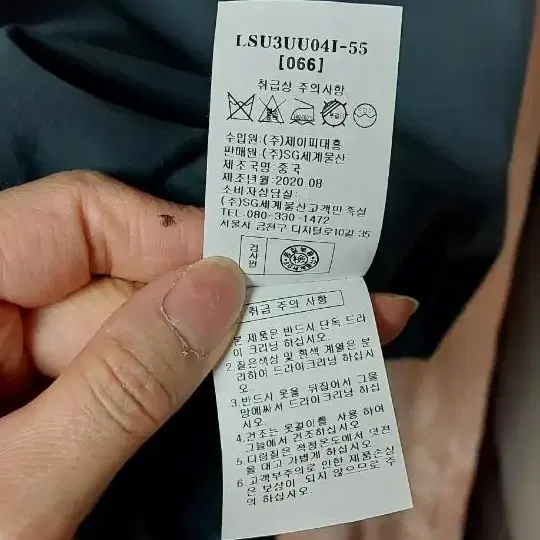 LSU3UU04I-55
[066]
취급상 주의사항
수입원:(주)제이피대흥
판매원:(주)SG세계물산
제조국명:중국
제조년월:2020.08
소비자상담실:
(주)SG세계물산고객만족실
TEL.080-330-1472
서울시 금천구 디지털로10길 35
검사필
취급 주의 사항
본 제품은 반드시 단독 드라
이 크리닝 하십시오.
2.짙은색상 및 흰색 계열은 분
리하여 드라이크리닝 하십시
오
3.반드시 옷을 뒤집어서 그물
망에싸서 드라이크리닝 하십
시오.
4.건조는 옷걸이를 사용 하여
그늘에서 건조하십시오
5.다림질은 적정온도에서 덧천
을 대고 가볍게 하십시오
6.고객부주의로 인한 제품손상
은 보상이 되지 않으므로 주
의 하십시오.